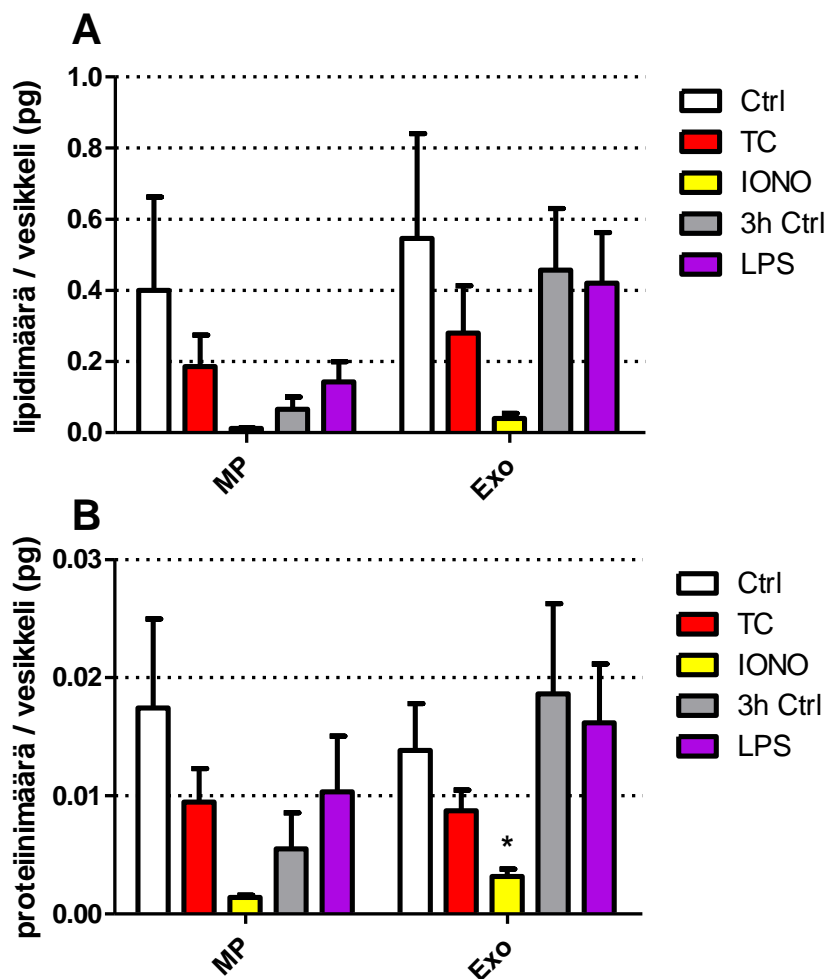 A
lipidimäärä / vesikkeli (pg)
1.0
0.8
0.6
0.4
0.2
0.0
MP
Exo
Ctrl
TC
IONO
3h Ctrl
LPS
B
proteiinimäärä / vesikkeli (pg)
0.03
0.02
0.01
0.00
*
MP
Exo
Ctrl
TC
IONO
3h Ctrl
LPS